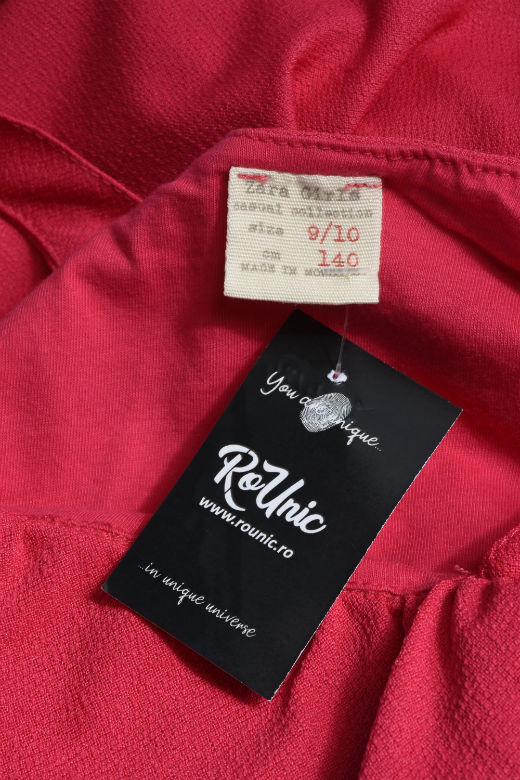 Zara Girls
casual collection
size 9/10
cm 140
MADE IN
You are unique...
RoUnic
www.rounic.ro
...in unique universe